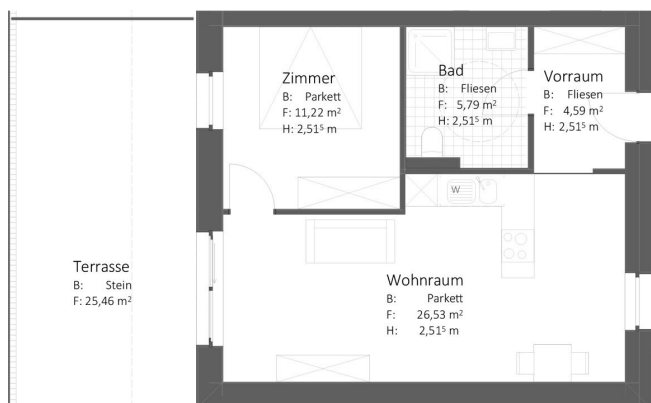 Zimmer
B: Parkett
F: 11,22 m²
H: 2,51⁵ m
Bad
B: Fliesen
F: 5,79 m²
H: 2,51⁵ m
Vorraum
B: Fliesen
F: 4,59 m²
H: 2,51⁵ m
W
Terrasse
B: Stein
F: 25,46 m²
Wohnraum
B: Parkett
F: 26,53 m²
H: 2,51⁵ m